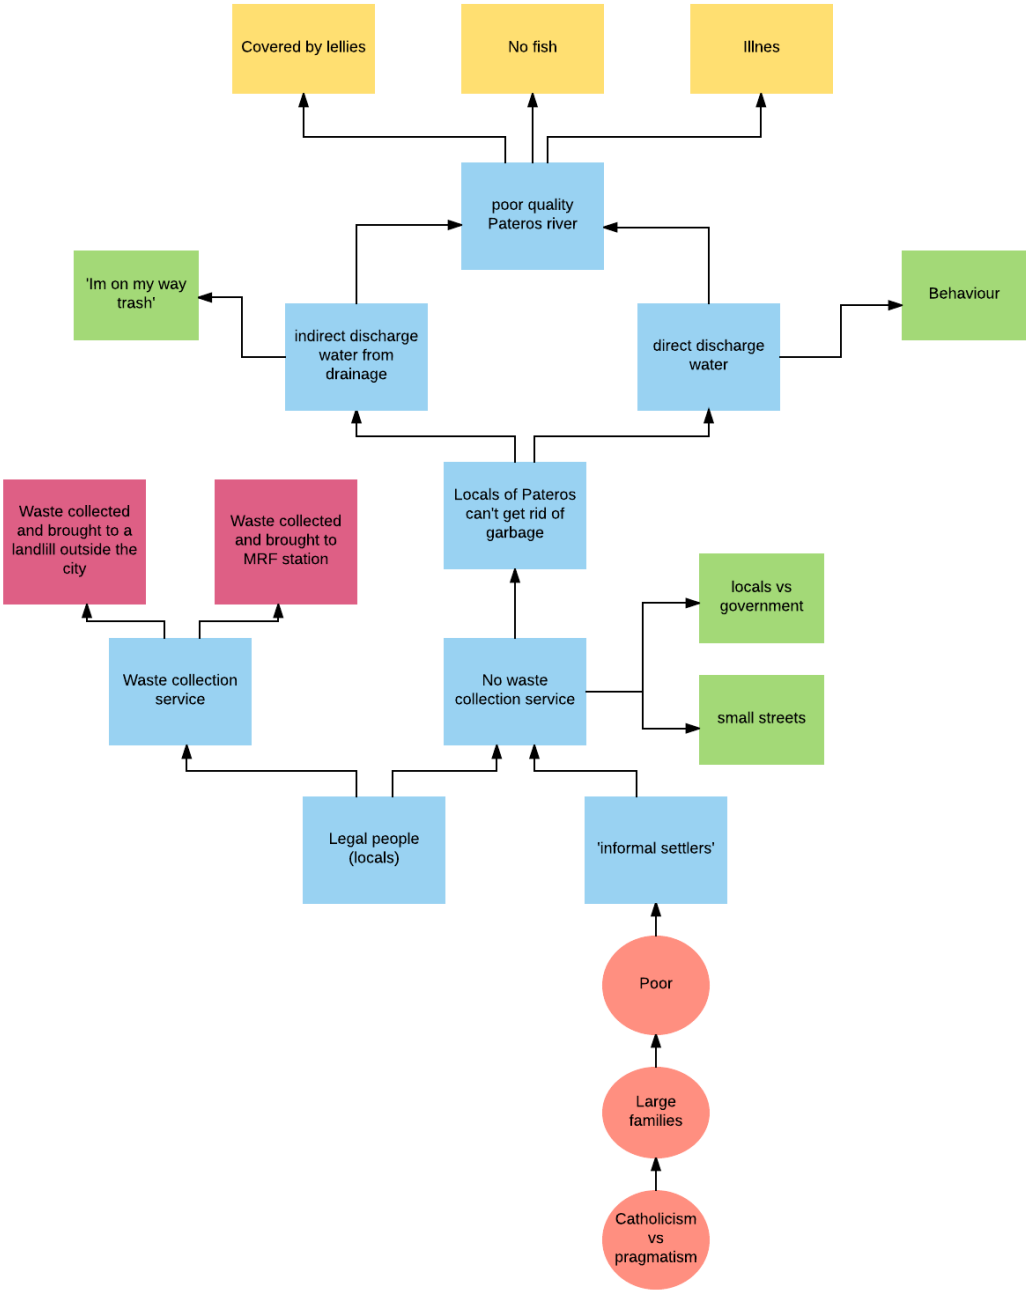 Covered by lellies
No fish
Illnes
poor quality
Pateros river
'Im on my way
trash'
Behaviour
indirect discharge
water from
drainage
direct discharge
water
Locals of Pateros
can't get rid of
garbage
Waste collected
and brought to a
landlill outside the
city
Waste collected
and brought to
MRF station
locals vs
government
Waste collection
service
No waste
collection service
small streets
Legal people
(locals)
'informal settlers'
Poor
Large
families
Catholicism
vs
pragmatism